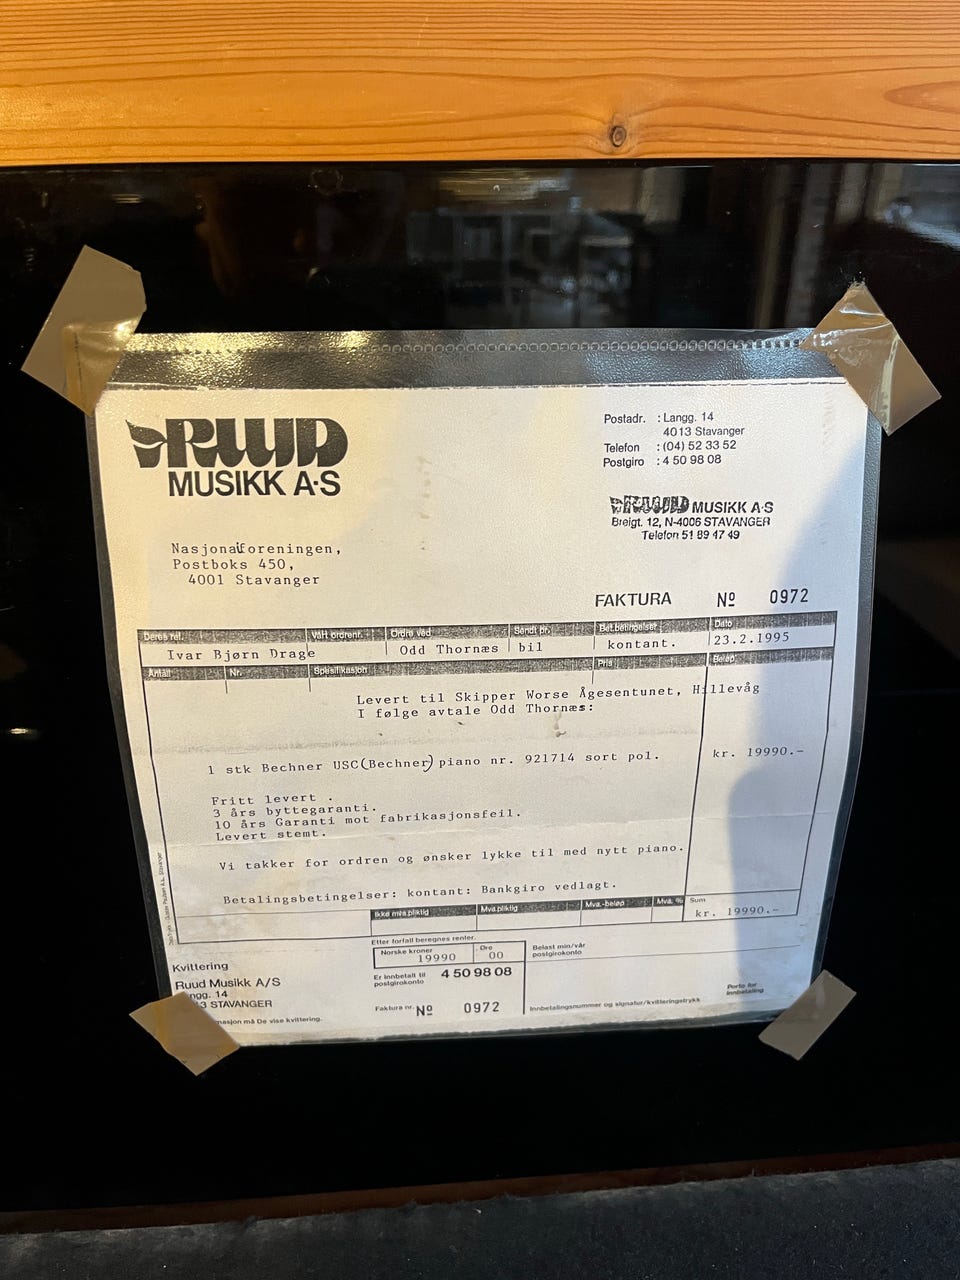 RUUD
MUSIKK A·S
Postadr. : Langg. 14
4013 Stavanger
Telefon : (04) 52 33 52
Postgiro : 4 50 98 08
RUUD MUSIKK A·S
Breigt. 12, N-4006 STAVANGER
Telefon 51 89 47 49
Nasjonalforeningen,
Postboks 450,
4001 Stavanger
FAKTURA Nº 0972
Deres ref. Vårt ordrenr. Ordre ved Sendt pr. Bet.betingelser Dato
Ivar Bjørn Drage Odd Thornæs bil kontant. 23.2.1995
Antall Nr. Spesifikasjon Pris Beløp
Levert til Skipper Worse Ågesentunet, Hillevåg
I følge avtale Odd Thornæs:
1 stk Bechner USC(Bechner) piano nr. 921714 sort pol. kr. 19990.-
Fritt levert .
3 års byttegaranti.
10 års Garanti mot fabrikasjonsfeil.
Levert stemt.
Vi takker for ordren og ønsker lykke til med nytt piano.
Betalingsbetingelser: kontant: Bankgiro vedlagt.
Ikke mva.pliktig Mva.pliktig Mva.-beløp Mva. % Sum
kr. 19990.-
Etter forfall beregnes renter.
Norske kroner Øre
19990 00
Belast min/vår
postgirokonto
Kvittering
Ruud Musikk A/S
Langg. 14
STAVANGER
Er innbetalt til
postgirokonto 4 50 98 08
Faktura nr. Nº 0972
Innbetalingsnummer og signatur/kvitteringstrykk
Porto for
innbetaling
må De vise kvittering.